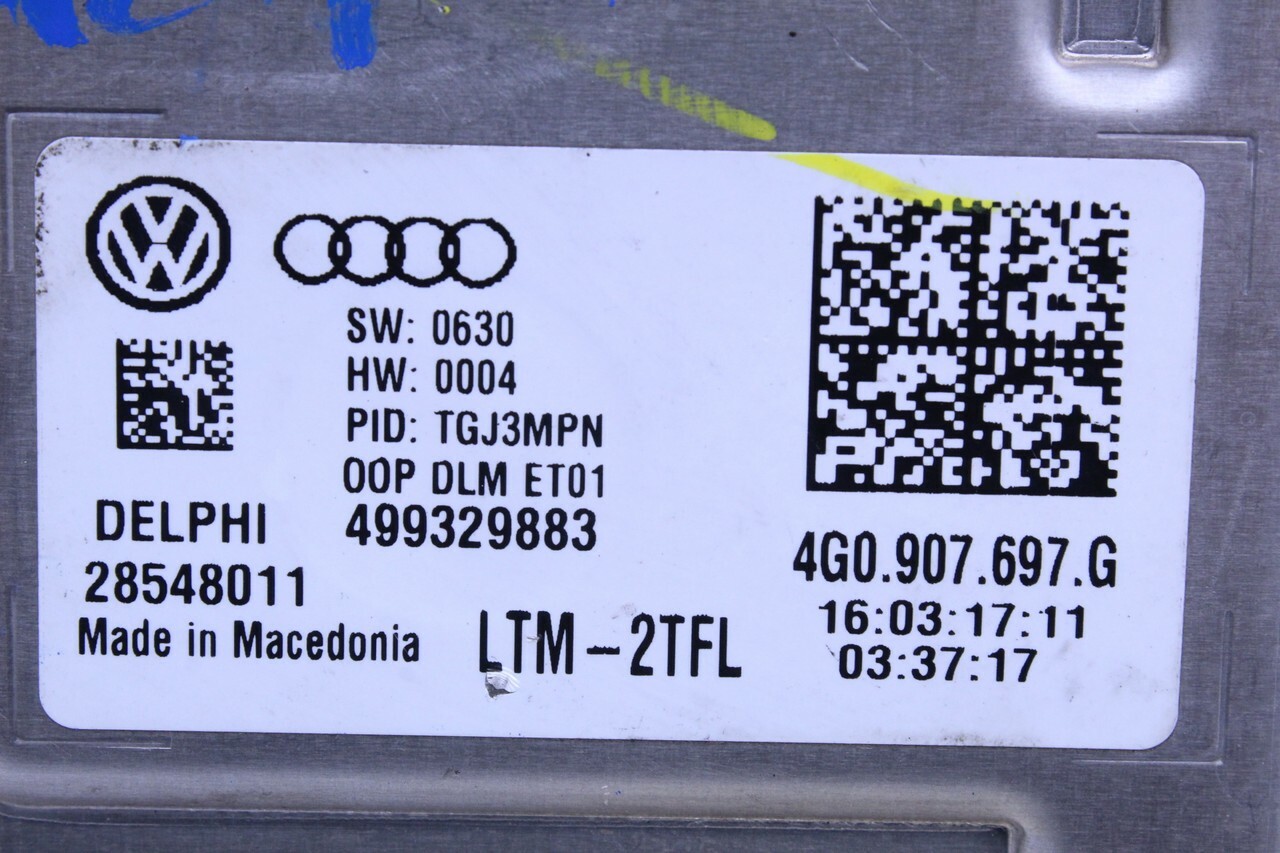 SW: 0630
HW: 0004
PID: TGJ3MPN
00P DLM ET01
499329883
DELPHI
28548011
Made in Macedonia
LTM-2TFL
4G0.907.697.G
16:03:17:11
03:37:17